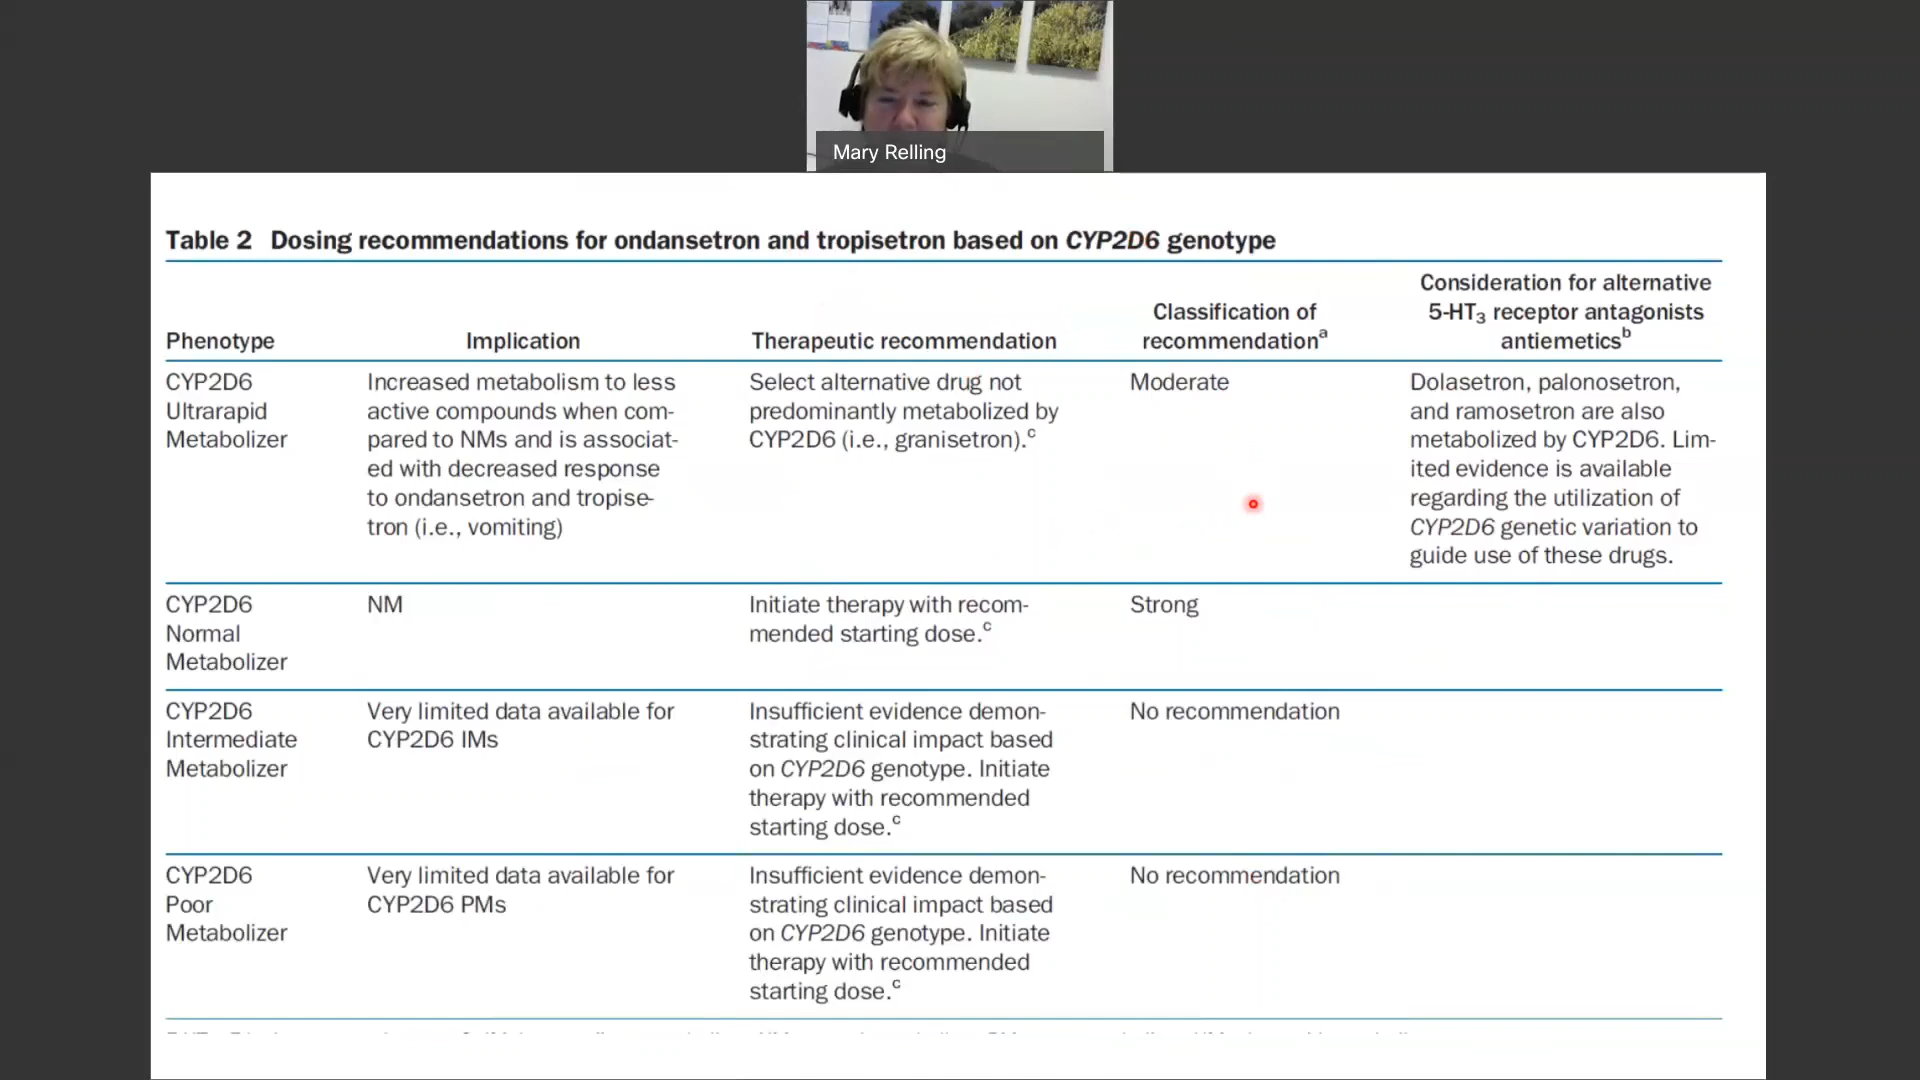 Mary Relling
Table 2 Dosing recommendations for ondansetron and tropisetron based on CYP2D6 genotype
Phenotype
Implication
Therapeutic recommendation
Classification of
recommendationᵃ
Consideration for alternative
5-HT₃ receptor antagonists
antiemeticsᵇ
CYP2D6
Ultrarapid
Metabolizer
Increased metabolism to less
active compounds when com-
pared to NMs and is associat-
ed with decreased response
to ondansetron and tropise-
tron (i.e., vomiting)
Select alternative drug not
predominantly metabolized by
CYP2D6 (i.e., granisetron).ᶜ
Moderate
Dolasetron, palonosetron,
and ramosetron are also
metabolized by CYP2D6. Lim-
ited evidence is available
regarding the utilization of
CYP2D6 genetic variation to
guide use of these drugs.
CYP2D6
Normal
Metabolizer
NM
Initiate therapy with recom-
mended starting dose.ᶜ
Strong
CYP2D6
Intermediate
Metabolizer
Very limited data available for
CYP2D6 IMs
Insufficient evidence demon-
strating clinical impact based
on CYP2D6 genotype. Initiate
therapy with recommended
starting dose.ᶜ
No recommendation
CYP2D6
Poor
Metabolizer
Very limited data available for
CYP2D6 PMs
Insufficient evidence demon-
strating clinical impact based
on CYP2D6 genotype. Initiate
therapy with recommended
starting dose.ᶜ
No recommendation